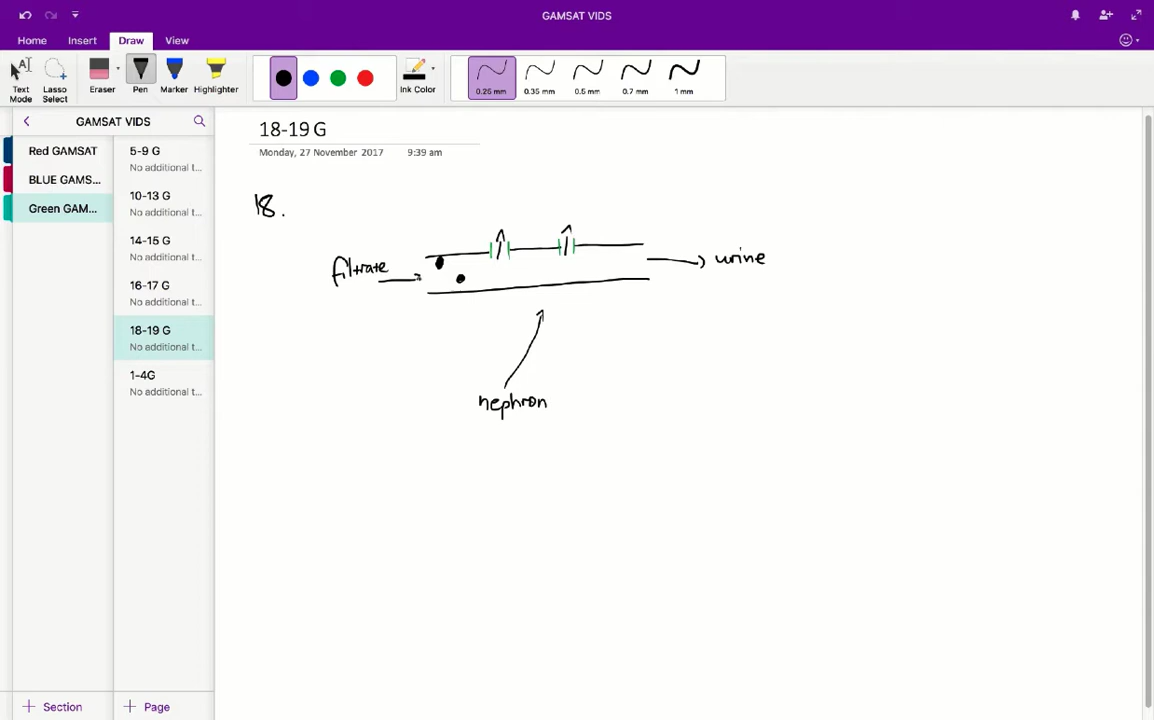 GAMSAT VIDS
Home Insert Draw View
Text Mode
Lasso Select
Eraser
Pen
Marker
Highlighter
Ink Color
0.25 mm
0.35 mm
0.5 mm
0.7 mm
1 mm
GAMSAT VIDS
Red GAMSAT
BLUE GAMS...
Green GAM...
5-9 G
No additional t...
10-13 G
No additional t...
14-15 G
No additional t...
16-17 G
No additional t...
18-19 G
No additional t...
1-4G
No additional t...
+ Section
+ Page
18-19 G
Monday, 27 November 2017 9:39 am
18.
filtrate
urine
nephron